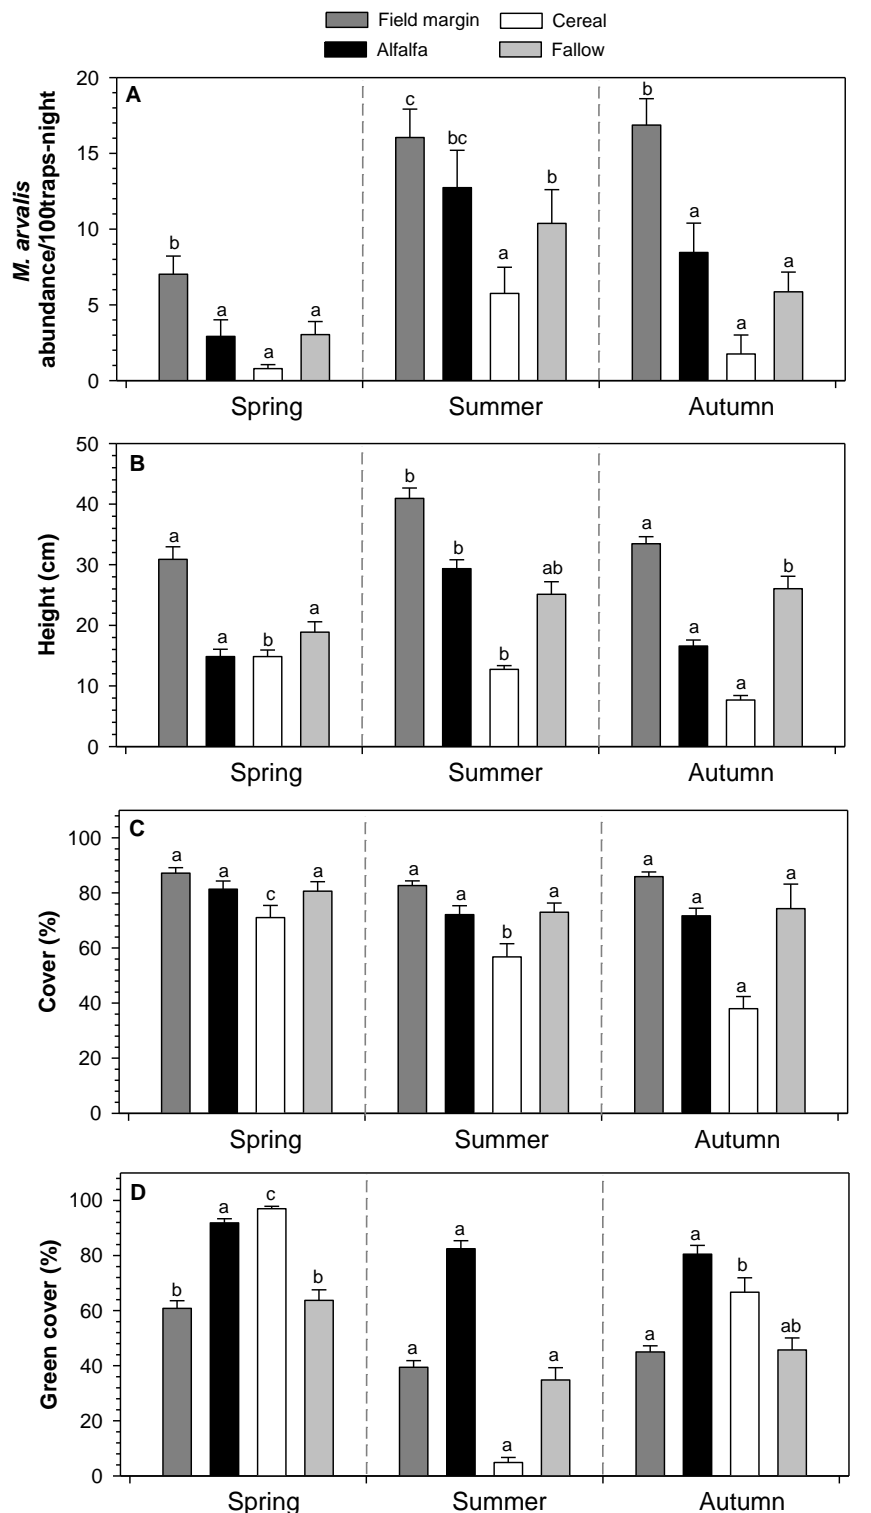 Field margin Cereal
Alfalfa Fallow
M. arvalis
abundance/100traps-night
A
20
15
10
5
0
b a a a
c bc a b
b a a a
Spring Summer Autumn
Height (cm)
B
50
40
30
20
10
0
a a b a
b b b ab
a a a b
Spring Summer Autumn
Cover (%)
C
100
80
60
40
20
0
a a c a
a a b a
a a a a
Spring Summer Autumn
Green cover (%)
D
100
80
60
40
20
0
b a c b
a a a a
a a b ab
Spring Summer Autumn